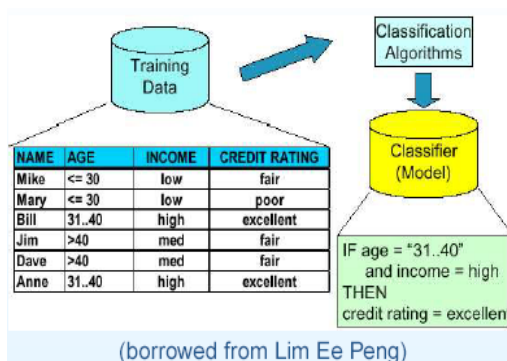 Training
Data
Classification
Algorithms
Classifier
(Model)
NAME AGE INCOME CREDIT RATING
Mike <= 30 low fair
Mary <= 30 low poor
Bill 31..40 high excellent
Jim >40 med fair
Dave >40 med fair
Anne 31..40 high excellent
IF age = “31..40”
and income = high
THEN
credit rating = excellent
(borrowed from Lim Ee Peng)